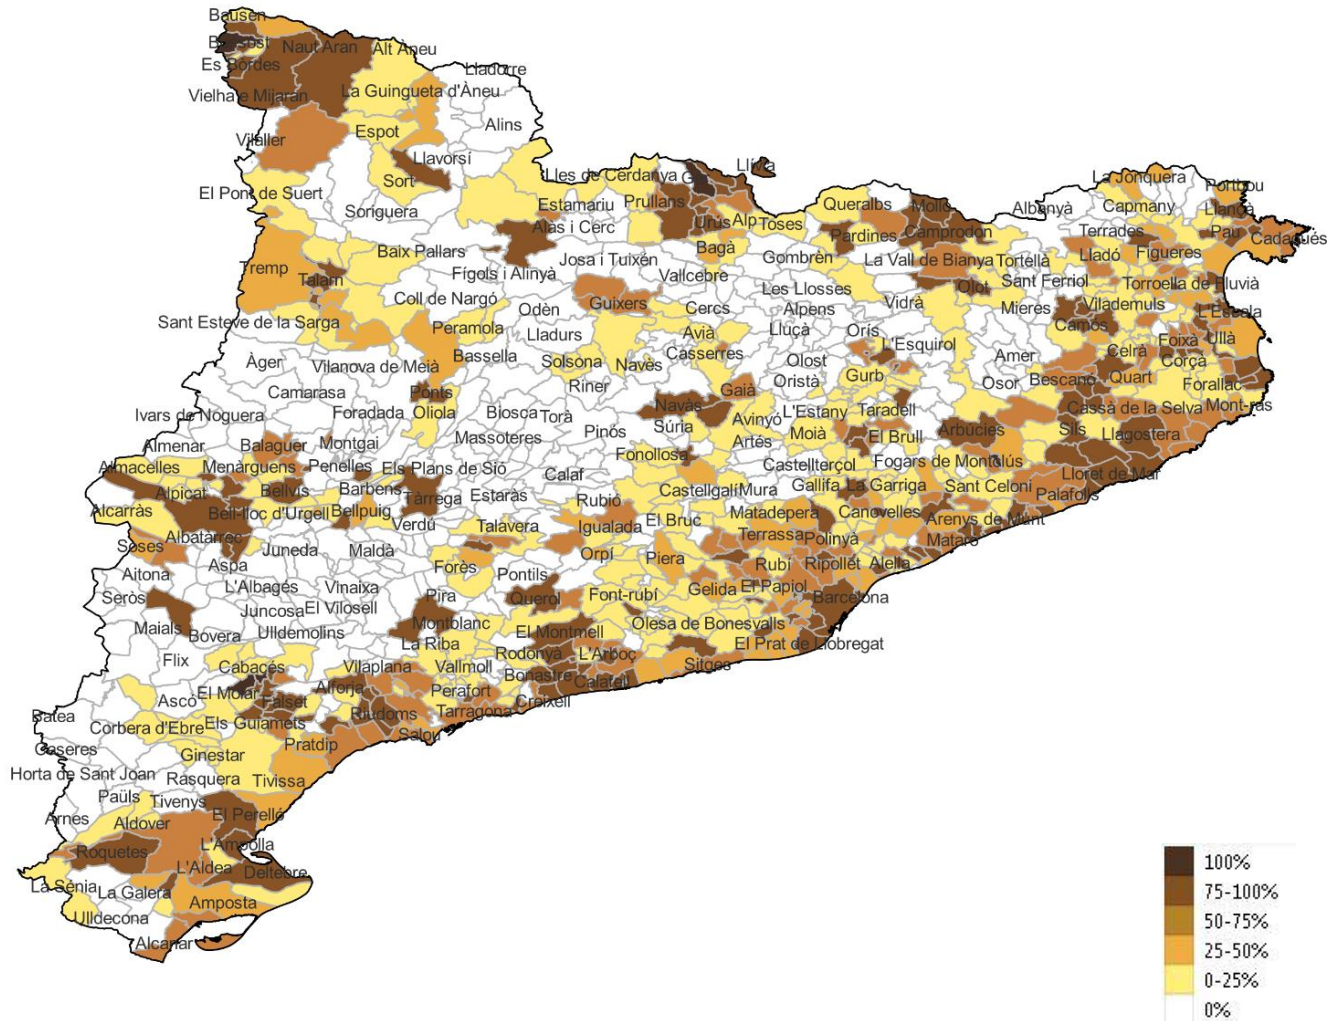 Bausen
Naut Aran
Alt Àneu
Es Bòrdes
Lladorre
Vielha e Mijaran
La Guingueta d'Àneu
Alins
Espot
Vilaller
Llavorsí
Llívia
Sort
Lles de Cerdanya
La Jonquera
El Pont de Suert
Prullans
Portbou
Soriguera
Estamariu
Queralbs
Molló
Albanyà
Capmany
Llançà
Urús
Alp
Toses
Alàs i Cerc
Pardines
Camprodon
Terrades
Pau
Cadaqués
Baix Pallars
Bagà
Gombrèn
La Vall de Bianya
Tortellà
Lladó
Figueres
Tremp
Josa i Tuixén
Talarn
Fígols i Alinyà
Vallcebre
Sant Ferriol
Olot
Torroella de Fluvià
Coll de Nargó
Guixers
Les Llosses
Vidrà
Mieres
Vilademuls
Odèn
Cercs
Alpens
L'Escala
Sant Esteve de la Sarga
Peramola
Lladurs
Avià
Lluçà
Orís
Camós
Foixà
Ullà
L'Esquirol
Bassella
Casserres
Olost
Amer
Celrà
Corçà
Àger
Vilanova de Meià
Solsona
Navès
Gurb
Osor
Bescanó
Quart
Forallac
Camarasa
Ponts
Riner
Gaià
Oristà
Navàs
Cassà de la Selva
Mont-ras
Ivars de Noguera
Foradada
Oliola
Biosca
Torà
Súria
Avinyó
L'Estany
Taradell
Arbúcies
Sils
Llagostera
Almenar
Balaguer
Montgai
Massoteres
Pinós
Artés
Moià
El Brull
Almacelles
Menàrguens
Penelles
Els Plans de Sió
Fonollosa
Castellterçol
Fogars de Montclús
Lloret de Mar
Alpicat
Bellvís
Barbens
Tàrrega
Calaf
Castellgalí
Mura
Gallifa
La Garriga
Sant Celoni
Palafolls
Alcarràs
Bell-lloc d'Urgell
Bellpuig
Estaràs
Rubió
Matadepera
Canovelles
Arenys de Munt
Albatàrrec
Verdú
Talavera
Igualada
El Bruc
Terrassa
Polinyà
Mataró
Soses
Juneda
Maldà
Orpí
Piera
Rubí
Ripollet
Alella
Aitona
Aspa
Forès
Pontils
Gelida
El Papiol
Barcelona
Seròs
L'Albagés
Vinaixa
Pira
Querol
Font-rubí
Maials
Juncosa
El Vilosell
Montblanc
Bovera
Ulldemolins
La Riba
El Montmell
Olesa de Bonesvalls
El Prat de Llobregat
Flix
Cabacés
Vilaplana
Vallmoll
Rodonyà
L'Arboç
Sitges
Bonastre
Calafell
Ascó
El Molar
Falset
Alforja
Perafort
Creixell
Batea
Corbera d'Ebre
Els Guiamets
Riudoms
Tarragona
Caseres
Ginestar
Pratdip
Salou
Horta de Sant Joan
Rasquera
Tivissa
Paüls
Tivenys
Arnes
Aldover
El Perelló
Roquetes
L'Ampolla
L'Aldea
Deltebre
La Sénia
La Galera
Amposta
Ulldecona
Alcanar
100%
75-100%
50-75%
25-50%
0-25%
0%